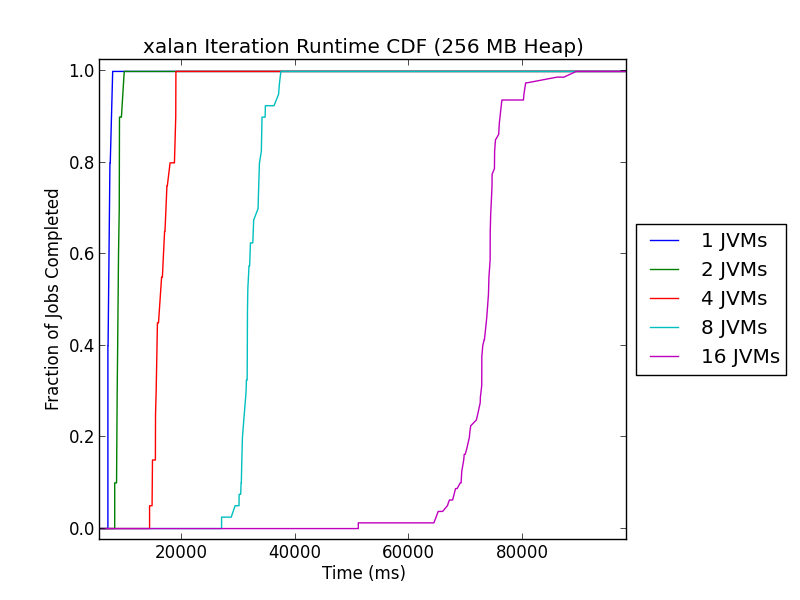 xalan Iteration Runtime CDF (256 MB Heap)
1.0
0.8
0.6
0.4
0.2
0.0
Fraction of Jobs Completed
20000 40000 60000 80000
Time (ms)
1 JVMs
2 JVMs
4 JVMs
8 JVMs
16 JVMs